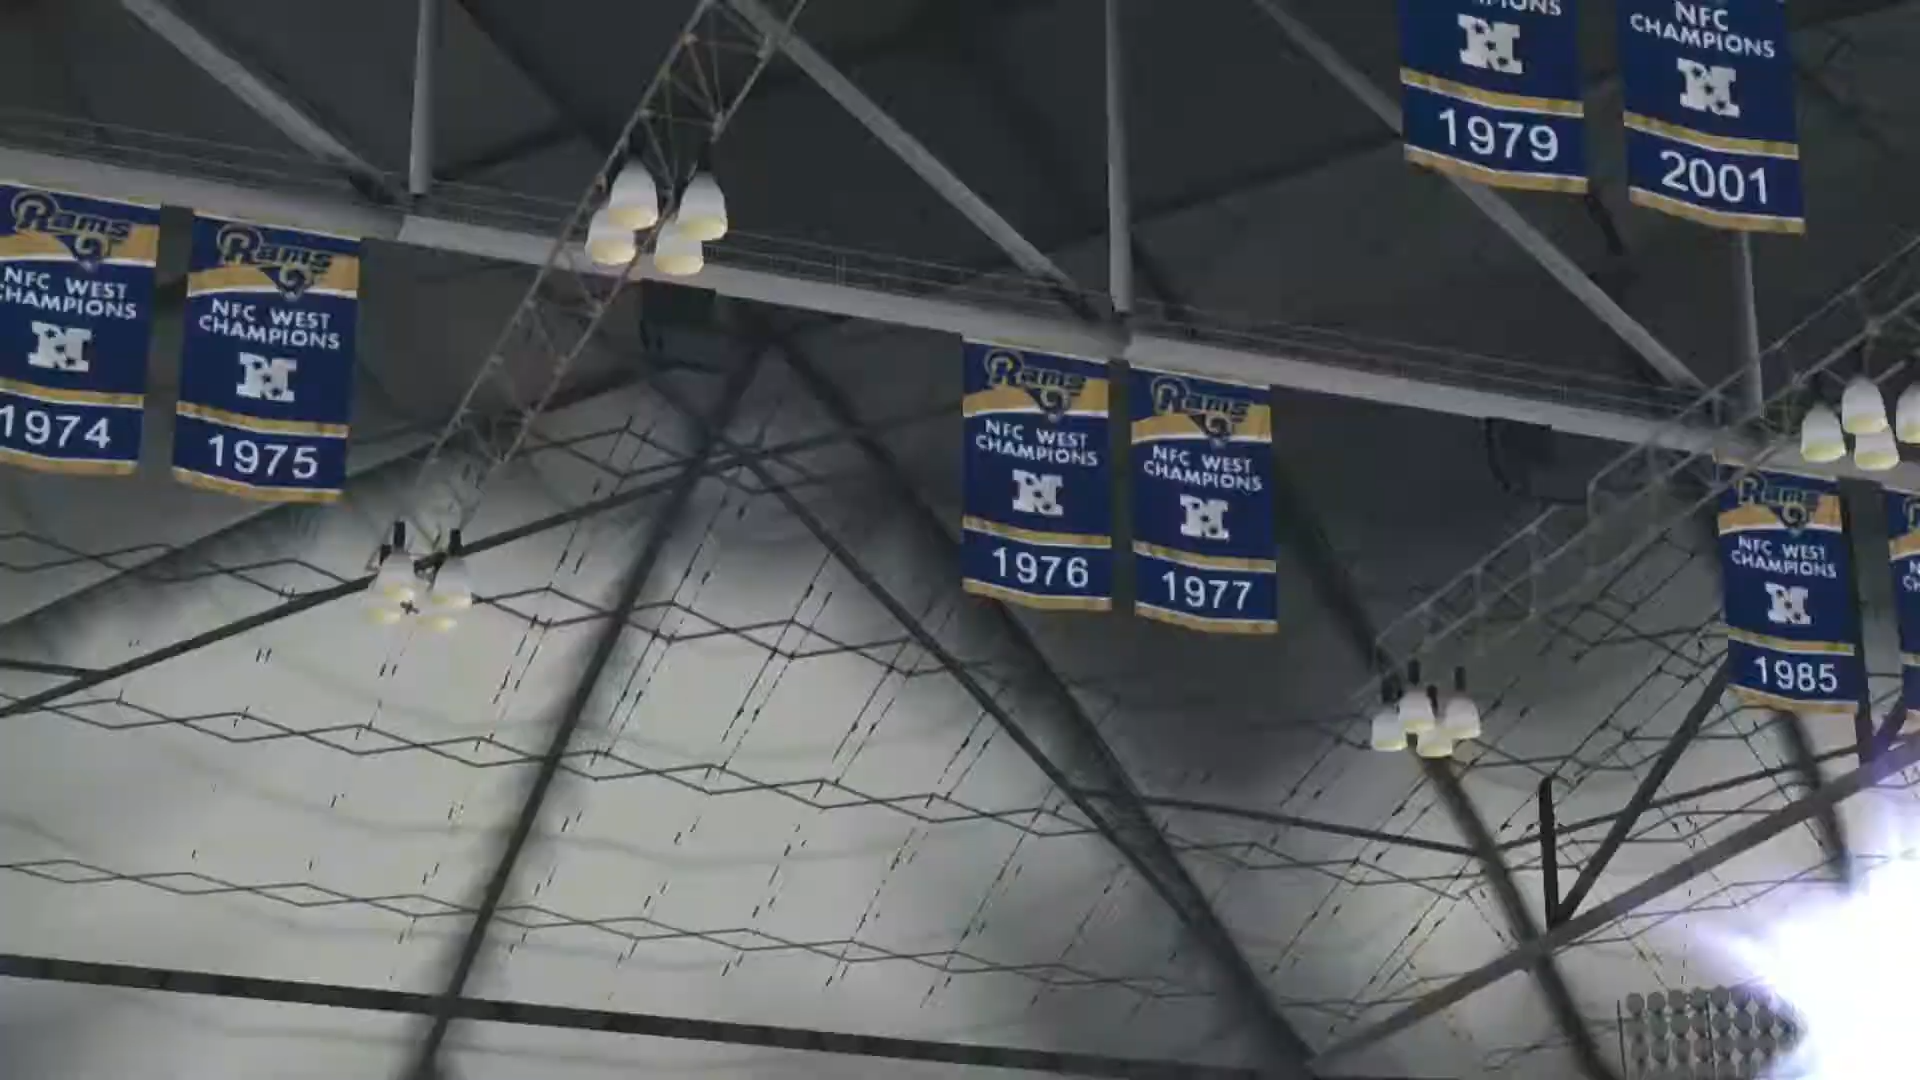 NFC
CHAMPIONS
1979
2001
Rams
NFC WEST
CHAMPIONS
1974
Rams
NFC WEST
CHAMPIONS
1975
Rams
NFC WEST
CHAMPIONS
1976
Rams
NFC WEST
CHAMPIONS
1977
Rams
NFC WEST
CHAMPIONS
1985